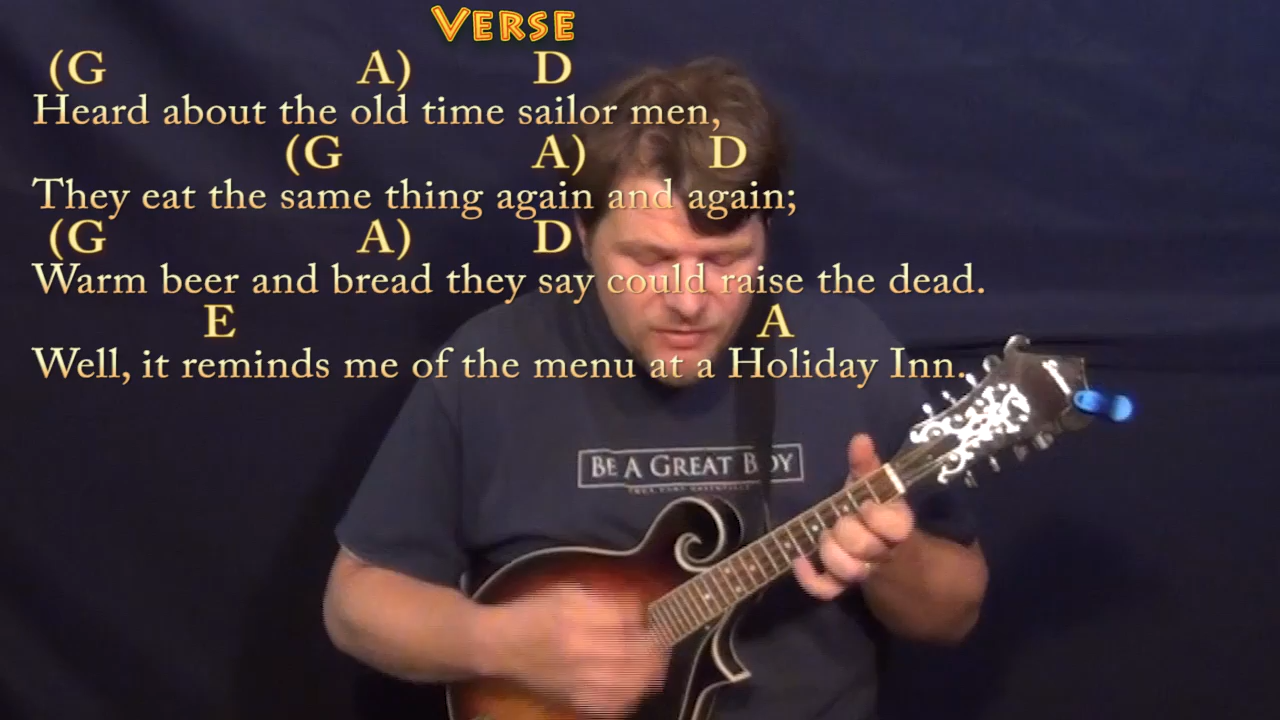 VERSE
(G A) D
Heard about the old time sailor men,
(G A) D
They eat the same thing again and again;
(G A) D
Warm beer and bread they say could raise the dead.
E A
Well, it reminds me of the menu at a Holiday Inn.
BE A GREAT BOY